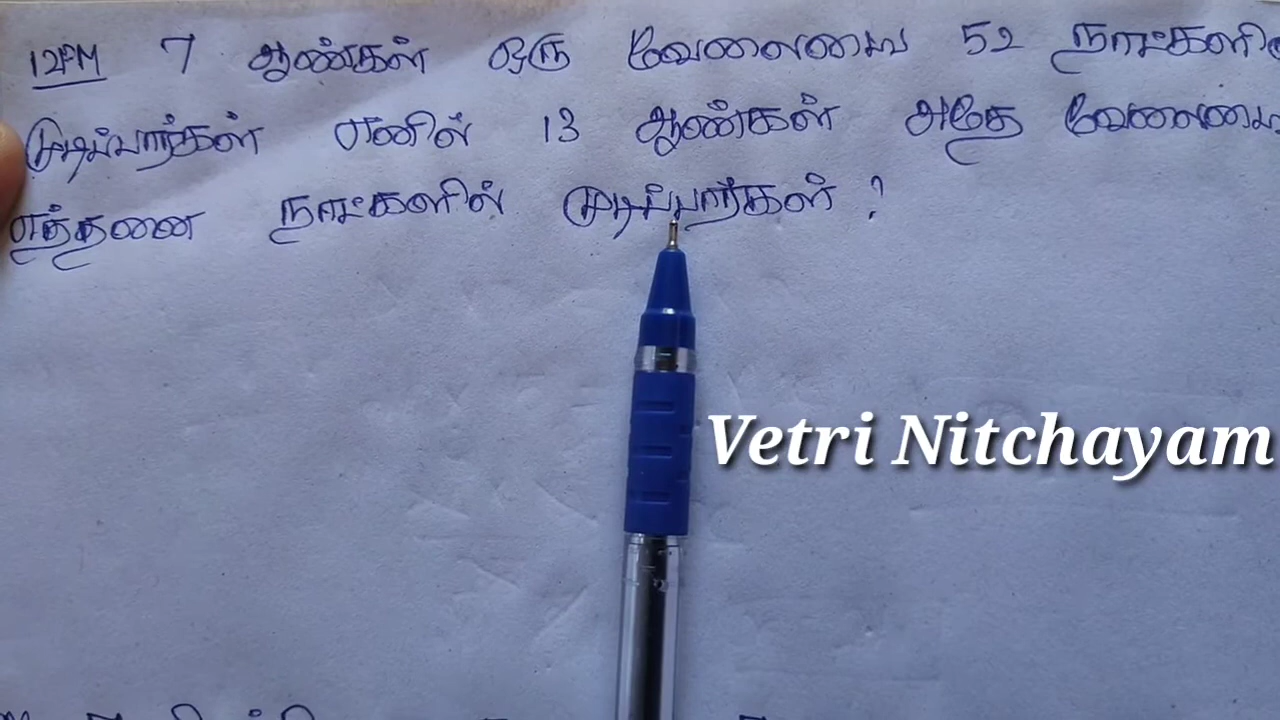 12PM 7 ஆண்கள் ஒரு வேலையை 52 நாட்களில்
முடிப்பார்கள் எனில் 13 ஆண்கள் அதே வேலையை
எத்தனை நாட்களில் முடிப்பார்கள் ?
Vetri Nitchayam